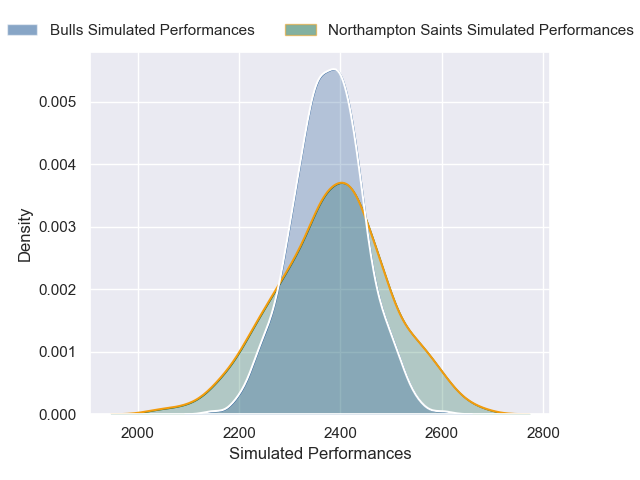 Bulls Simulated Performances
Northampton Saints Simulated Performances
Density
0.005
0.004
0.003
0.002
0.001
0.000
2000 2200 2400 2600 2800
Simulated Performances